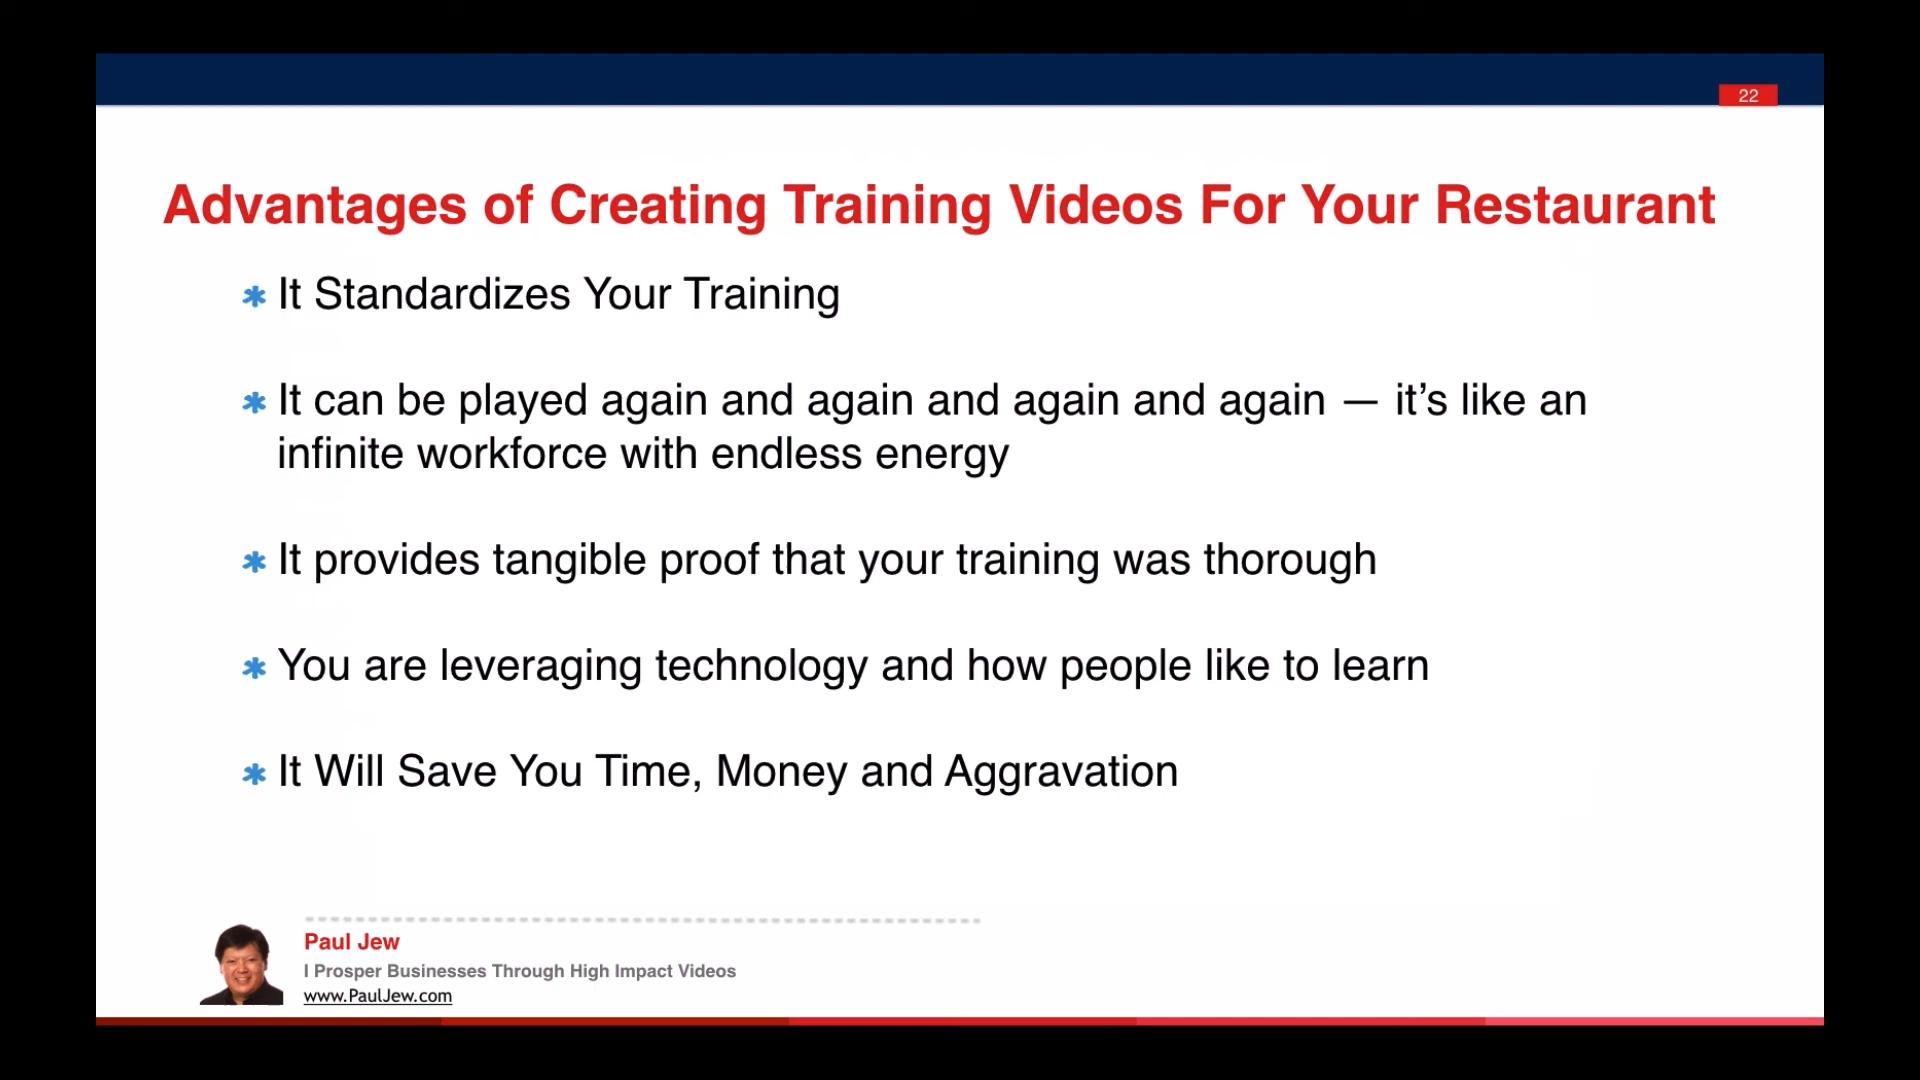 22
Advantages of Creating Training Videos For Your Restaurant
It Standardizes Your Training
It can be played again and again and again and again — it’s like an
infinite workforce with endless energy
It provides tangible proof that your training was thorough
You are leveraging technology and how people like to learn
It Will Save You Time, Money and Aggravation
Paul Jew
I Prosper Businesses Through High Impact Videos
www.PaulJew.com